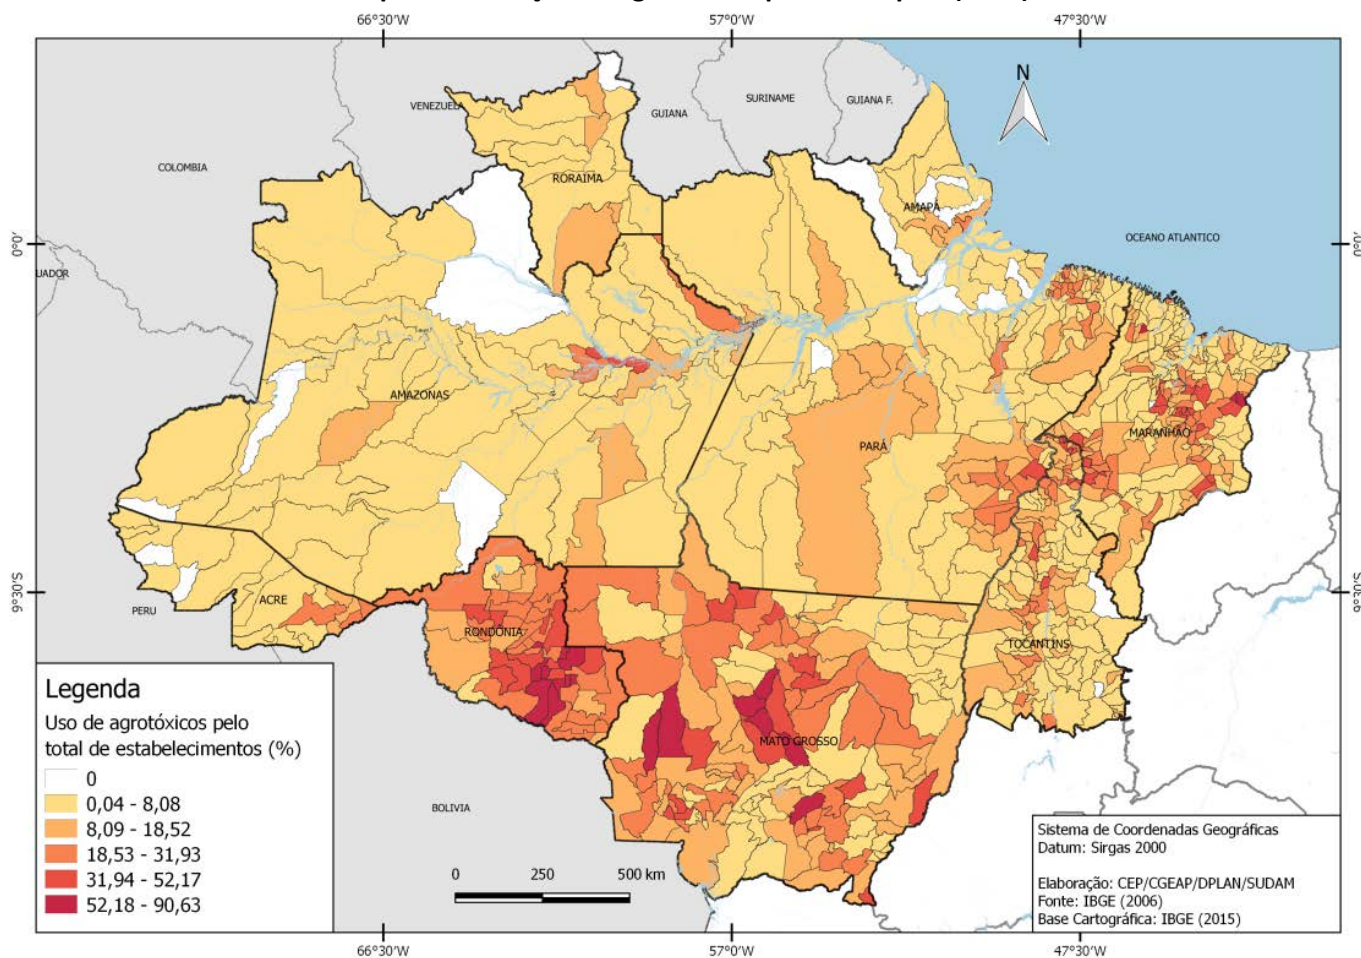 66°30'W
57°0'W
47°30'W
N
VENEZUELA
GUIANA
SURINAME
GUIANA F.
COLOMBIA
RORAIMA
AMAPÁ
OCEANO ATLANTICO
0°0'
0°0'
UADOR
AMAZONAS
PARÁ
MARANHÃO
9°30'S
PERU
ACRE
RONDÔNIA
TOCANTINS
MATO GROSSO
BOLIVIA
Legenda
Uso de agrotóxicos pelo
total de estabelecimentos (%)
0
0,04 - 8,08
8,09 - 18,52
18,53 - 31,93
31,94 - 52,17
52,18 - 90,63
0 250 500 km
Sistema de Coordenadas Geográficas
Datum: Sirgas 2000
Elaboração: CEP/CGEAP/DPLAN/SUDAM
Fonte: IBGE (2006)
Base Cartográfica: IBGE (2015)
66°30'W
57°0'W
47°30'W